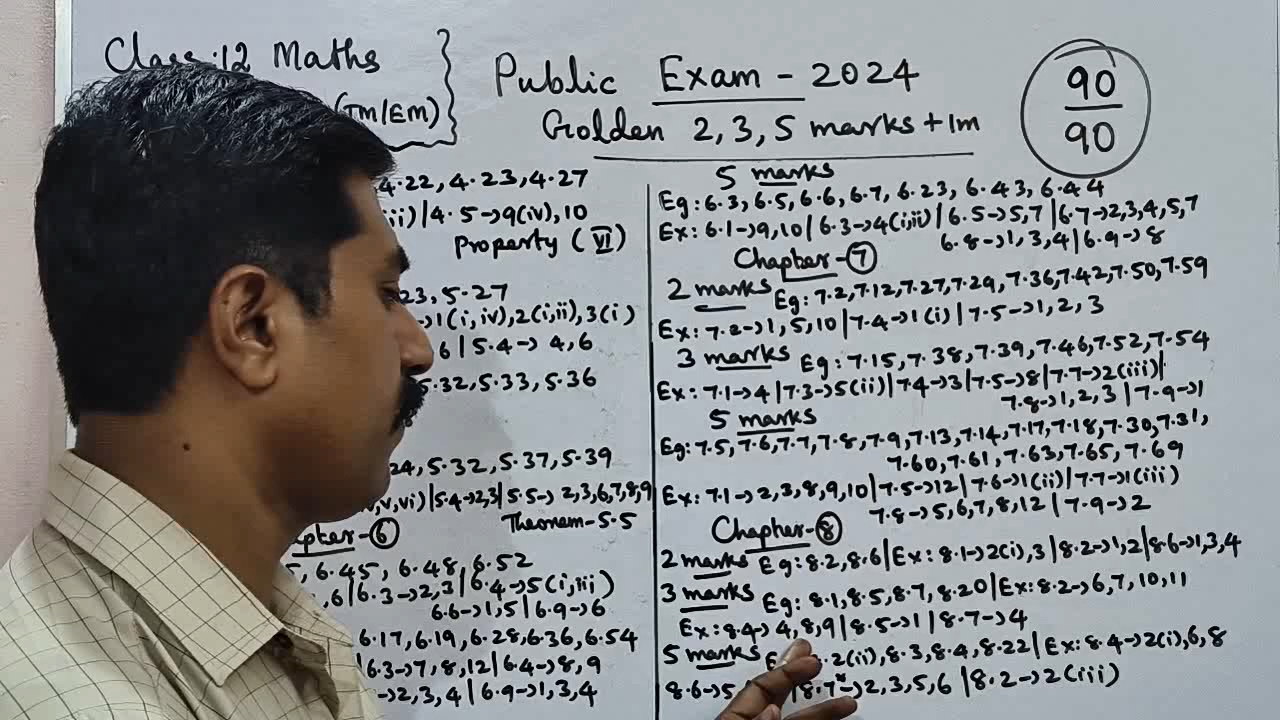 Class:12 Maths
(TM/EM)
Public Exam - 2024
Golden 2,3,5 marks + 1m
90
90
4.22, 4.23, 4.27
iii) | 4.5→9(iv), 10
Property (VI)
23, 5.27
→1(i,iv), 2(i,ii), 3(i)
6 | 5.4→ 4, 6
5.32, 5.33, 5.36
24, 5.32, 5.37, 5.39
v,vi) | 5.4→2,3 | 5.5→ 2,3,6,7,8,9
Theorem-5.5
Chapter-6
5, 6.45, 6.48, 6.52
,6 | 6.3→2,3 | 6.4→5(i,iii)
6.6→1,5 | 6.9→6
6.17, 6.19, 6.28, 6.36, 6.54
| 6.3→7,8,12 | 6.4→8,9
→2,3,4 | 6.9→1,3,4
5 marks
Eg: 6.3, 6.5, 6.6, 6.7, 6.23, 6.43, 6.44
Ex: 6.1→9,10 | 6.3→4(i,ii) | 6.5→5,7 | 6.7→2,3,4,5,7
6.8→1,3,4 | 6.9→8
Chapter-7
2 marks Eg: 7.2, 7.12, 7.27, 7.29, 7.36, 7.42, 7.50, 7.59
Ex: 7.2→1,5,10 | 7.4→1(i) | 7.5→1,2,3
3 marks Eg: 7.15, 7.38, 7.39, 7.46, 7.52, 7.54
Ex: 7.1→4 | 7.3→5(ii) | 7.4→3 | 7.5→8 | 7.7→2(iii) |
7.8→1,2,3 | 7.9→1
5 marks
Eg: 7.5, 7.6, 7.7, 7.8, 7.9, 7.13, 7.14, 7.17, 7.18, 7.30, 7.31,
7.60, 7.61, 7.63, 7.65, 7.69
Ex: 7.1→2,3,8,9,10 | 7.5→12 | 7.6→1(ii) | 7.7→1(iii)
7.8→5,6,7,8,12 | 7.9→2
Chapter-8
2 marks Eg: 8.2, 8.6 | Ex: 8.1→2(i),3 | 8.2→1,2 | 8.6→1,3,4
3 marks Eg: 8.1, 8.5, 8.7, 8.20 | Ex: 8.2→6,7,10,11
Ex: 8.4→4,8,9 | 8.5→1 | 8.7→4
5 marks .2(ii), 8.3, 8.4, 8.22 | Ex: 8.4→2(i),6,8
8.6→5 | 8.7*→2,3,5,6 | 8.2→2(iii)